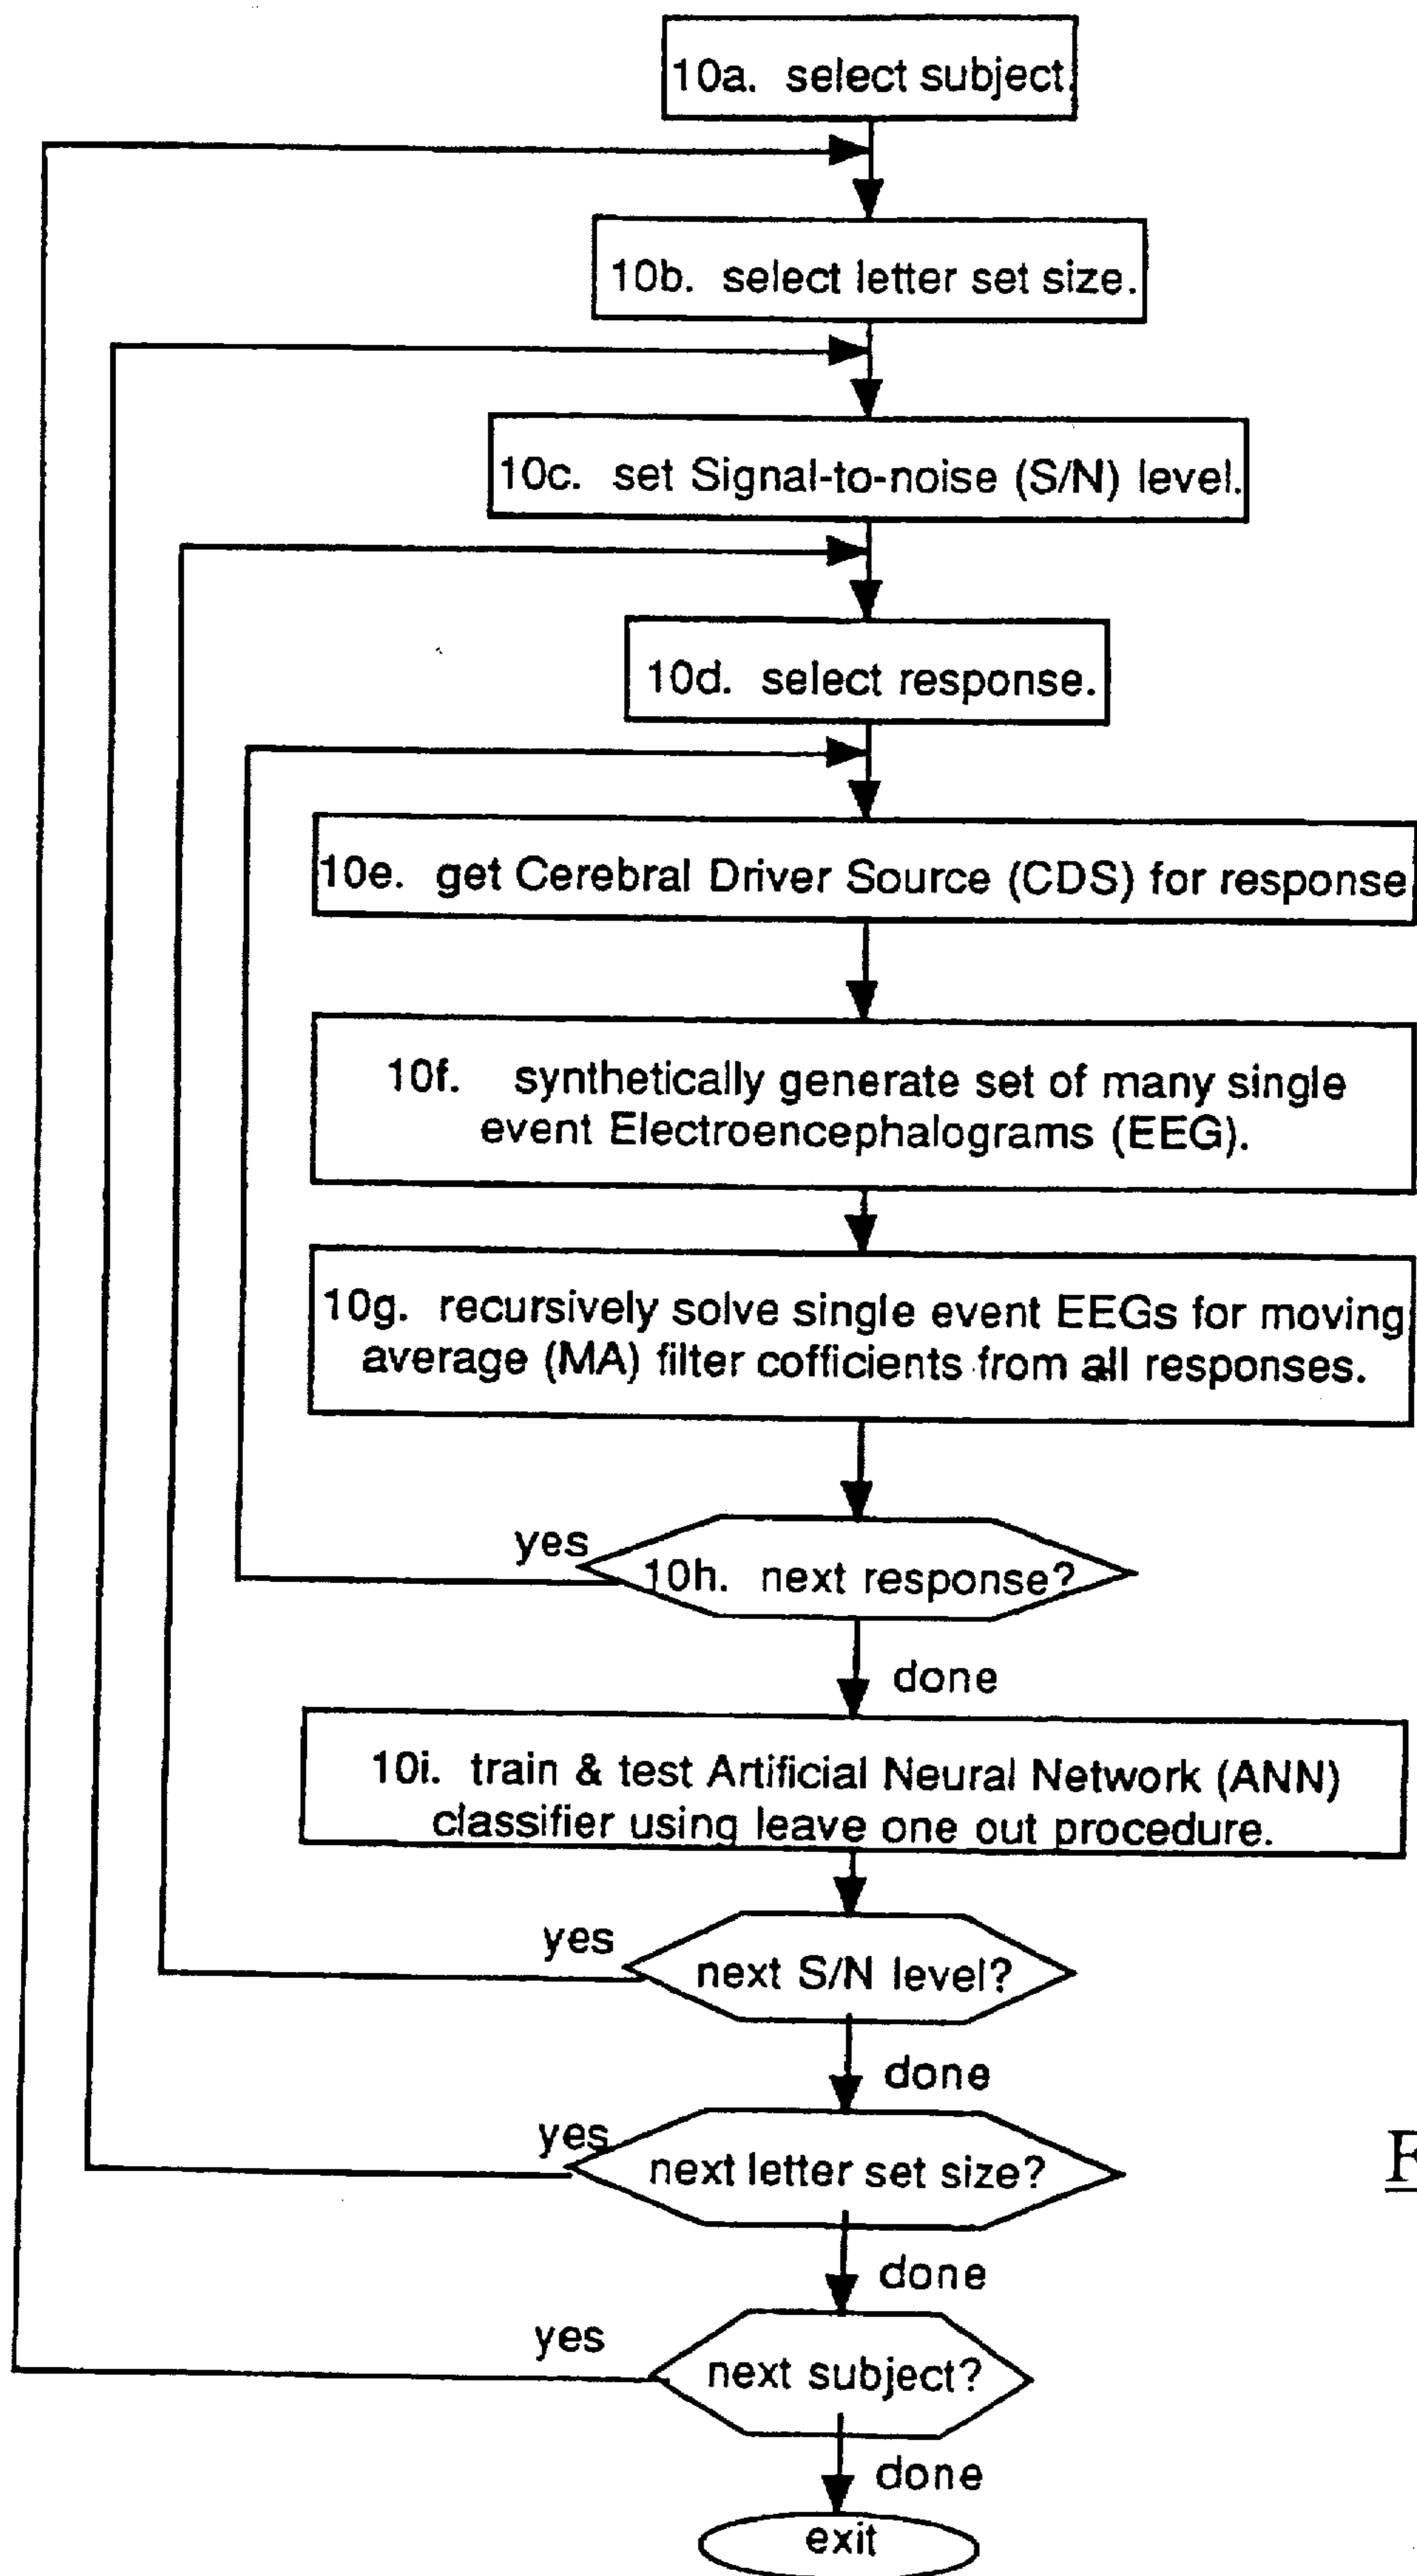 10a. select subject.
10b. select letter set size.
10c. set Signal-to-noise (S/N) level.
10d. select response.
10e. get Cerebral Driver Source (CDS) for response
10f. synthetically generate set of many single
event Electroencephalograms (EEG).
10g. recursively solve single event EEGs for moving
average (MA) filter cofficients from all responses.
yes
10h. next response?
done
10i. train & test Artificial Neural Network (ANN)
classifier using leave one out procedure.
yes
next S/N level?
done
yes
next letter set size?
F
done
yes
next subject?
done
exit